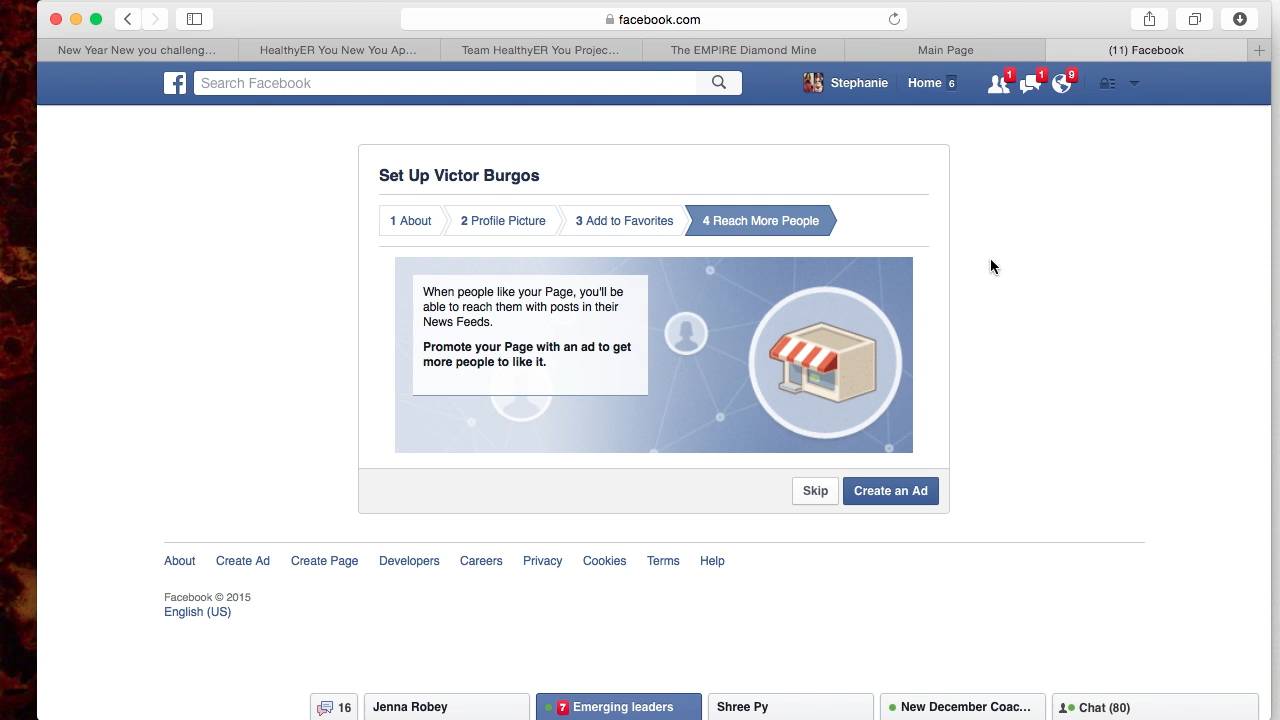 facebook.com
New Year New you challeng...
HealthyER You New You Ap...
Team HealthyER You Projec...
The EMPIRE Diamond Mine
Main Page
(11) Facebook
Search Facebook
Stephanie
Home 6
1
1
9
Set Up Victor Burgos
1 About
2 Profile Picture
3 Add to Favorites
4 Reach More People
When people like your Page, you'll be
able to reach them with posts in their
News Feeds.
Promote your Page with an ad to get
more people to like it.
Skip
Create an Ad
About
Create Ad
Create Page
Developers
Careers
Privacy
Cookies
Terms
Help
Facebook © 2015
English (US)
16
Jenna Robey
7 Emerging leaders
Shree Py
New December Coac...
Chat (80)